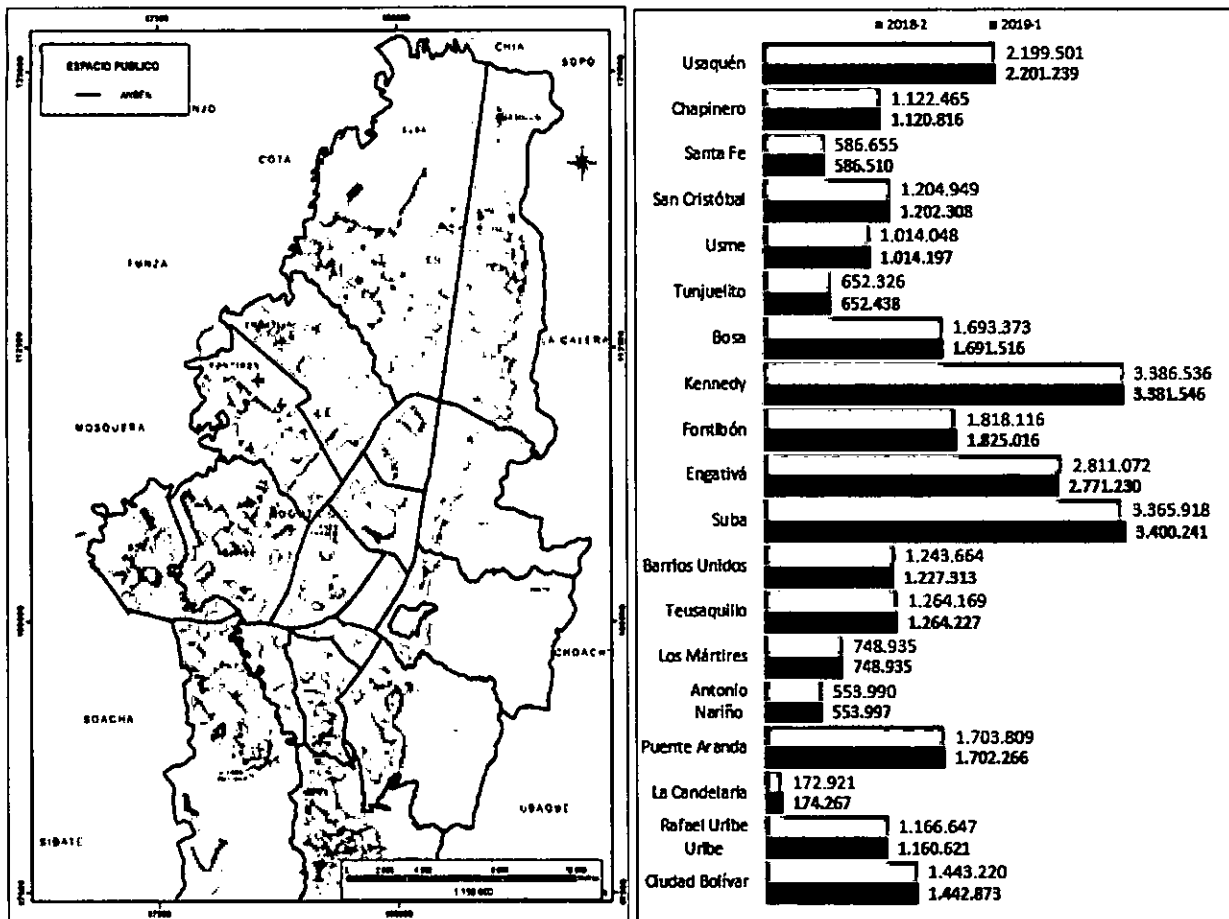 ESPACIO PUBLICO
ANDÉN
CHIA
SOPÓ
COTA
SUBA
FUNZA
LA CALERA
MOSQUERA
CHOACH
SOACHA
UBAQUE
SIBATE
2018-2
2019-1
Usaquén
2.199.501
2.201.239
Chapinero
1.122.465
1.120.816
Santa Fe
586.655
586.510
San Cristóbal
1.204.949
1.202.308
Usme
1.014.048
1.014.197
Tunjuelito
652.326
652.438
Bosa
1.693.373
1.691.516
Kennedy
3.386.536
3.381.546
Fontibón
1.818.116
1.825.016
Engativá
2.811.072
2.771.230
Suba
3.365.918
3.400.241
Barrios Unidos
1.243.664
1.227.313
Teusaquillo
1.264.169
1.264.227
Los Mártires
748.935
748.935
Antonio
Nariño
553.990
553.997
Puente Aranda
1.703.809
1.702.266
La Candelaria
172.921
174.267
Rafael Uribe
Uribe
1.166.647
1.160.621
Ciudad Bolívar
1.443.220
1.442.873